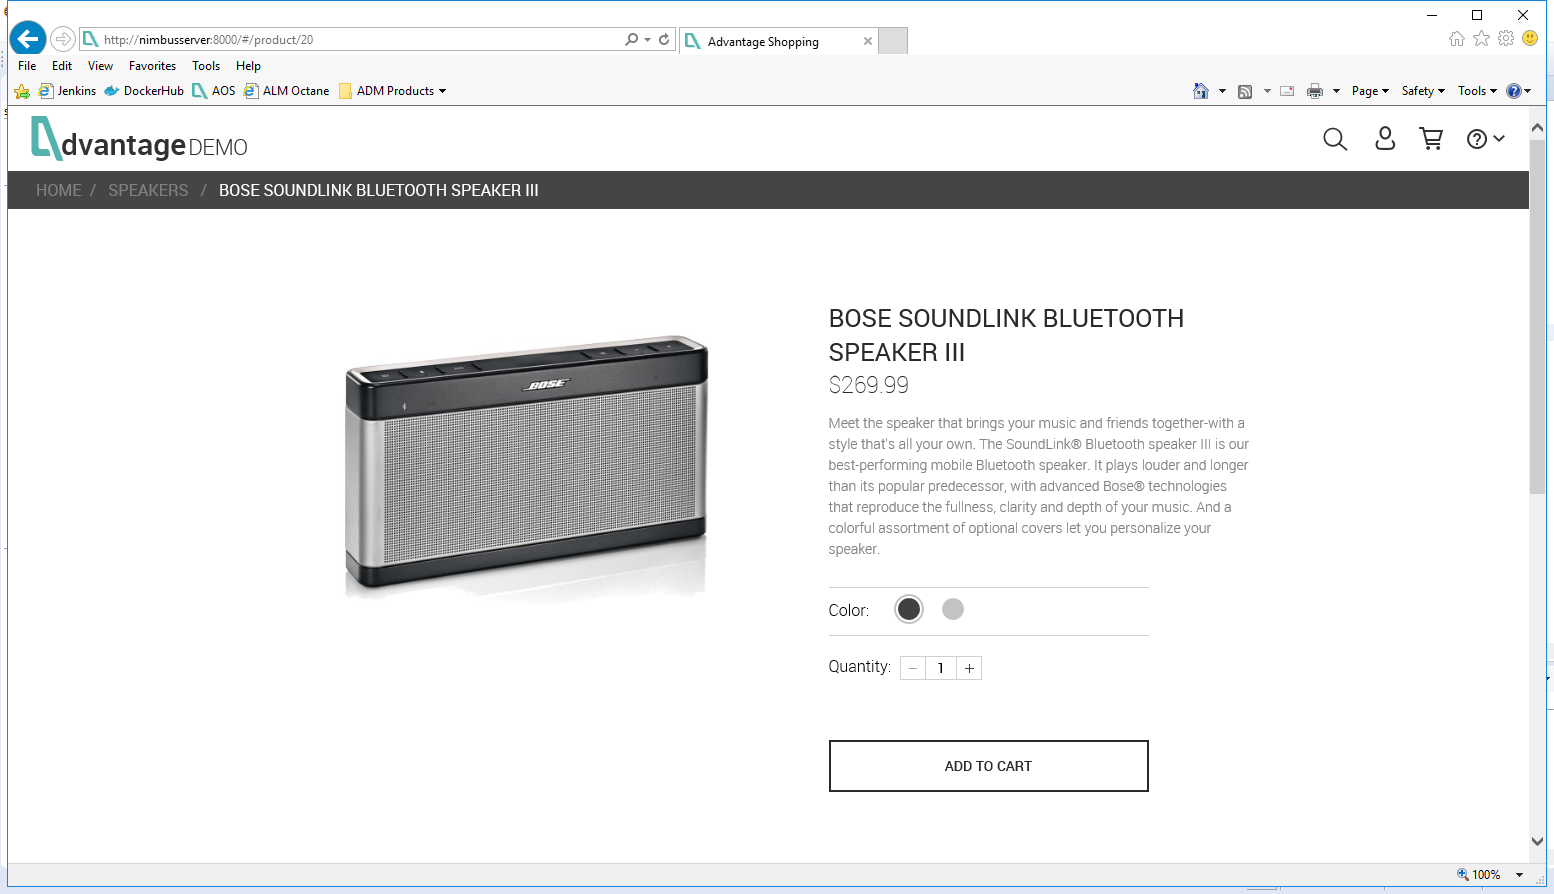 http://nimbusserver:8000/#/product/20
Advantage Shopping
File Edit View Favorites Tools Help
Jenkins DockerHub AOS ALM Octane ADM Products
Page Safety Tools
dvantage DEMO
HOME / SPEAKERS / BOSE SOUNDLINK BLUETOOTH SPEAKER III
BOSE
BOSE SOUNDLINK BLUETOOTH
SPEAKER III
$269.99
Meet the speaker that brings your music and friends together-with a
style that's all your own. The SoundLink® Bluetooth speaker III is our
best-performing mobile Bluetooth speaker. It plays louder and longer
than its popular predecessor, with advanced Bose® technologies
that reproduce the fullness, clarity and depth of your music. And a
colorful assortment of optional covers let you personalize your
speaker.
Color:
Quantity: − 1 +
ADD TO CART
100%